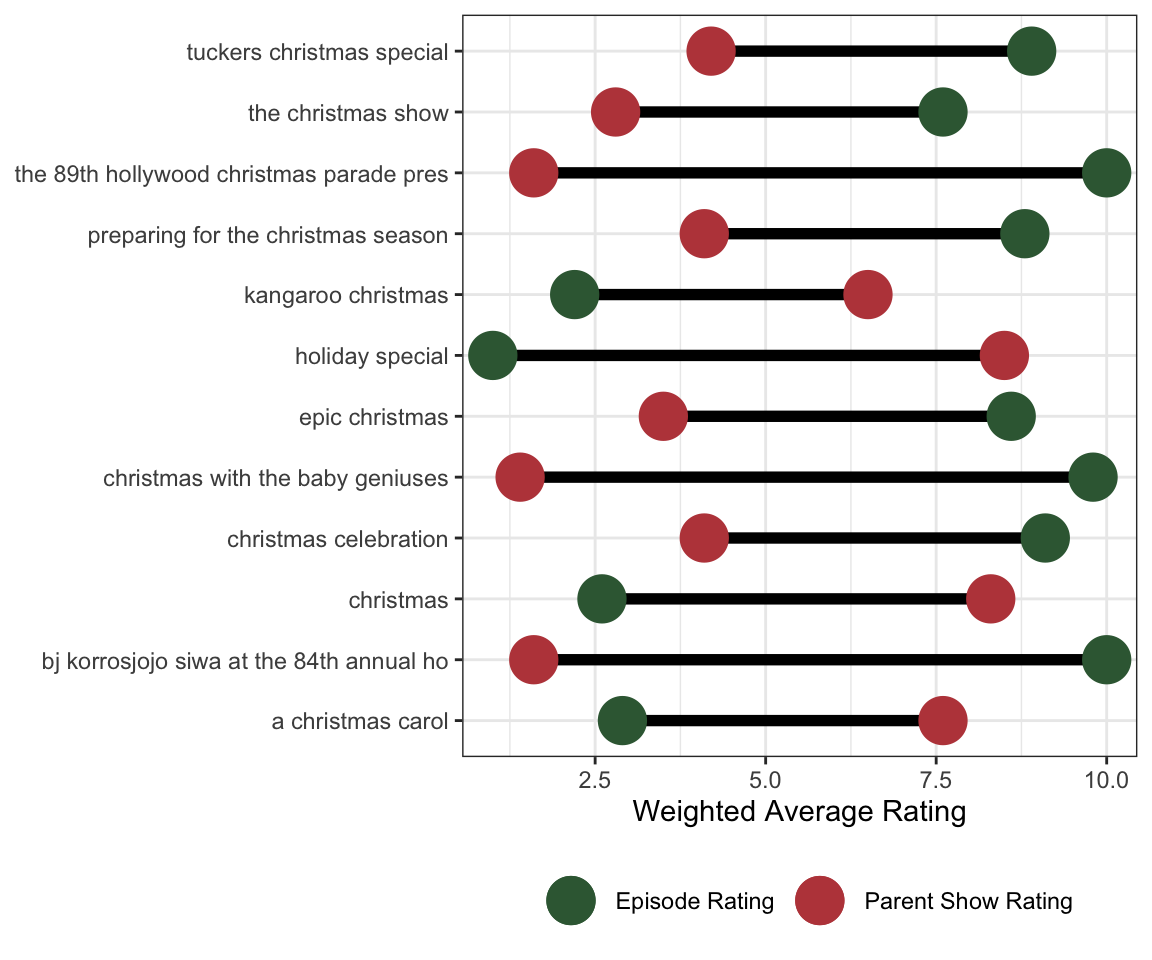 tuckers christmas special
the christmas show
the 89th hollywood christmas parade pres
preparing for the christmas season
kangaroo christmas
holiday special
epic christmas
christmas with the baby geniuses
christmas celebration
christmas
bj korrosjojo siwa at the 84th annual ho
a christmas carol
2.5 5.0 7.5 10.0
Weighted Average Rating
Episode Rating Parent Show Rating